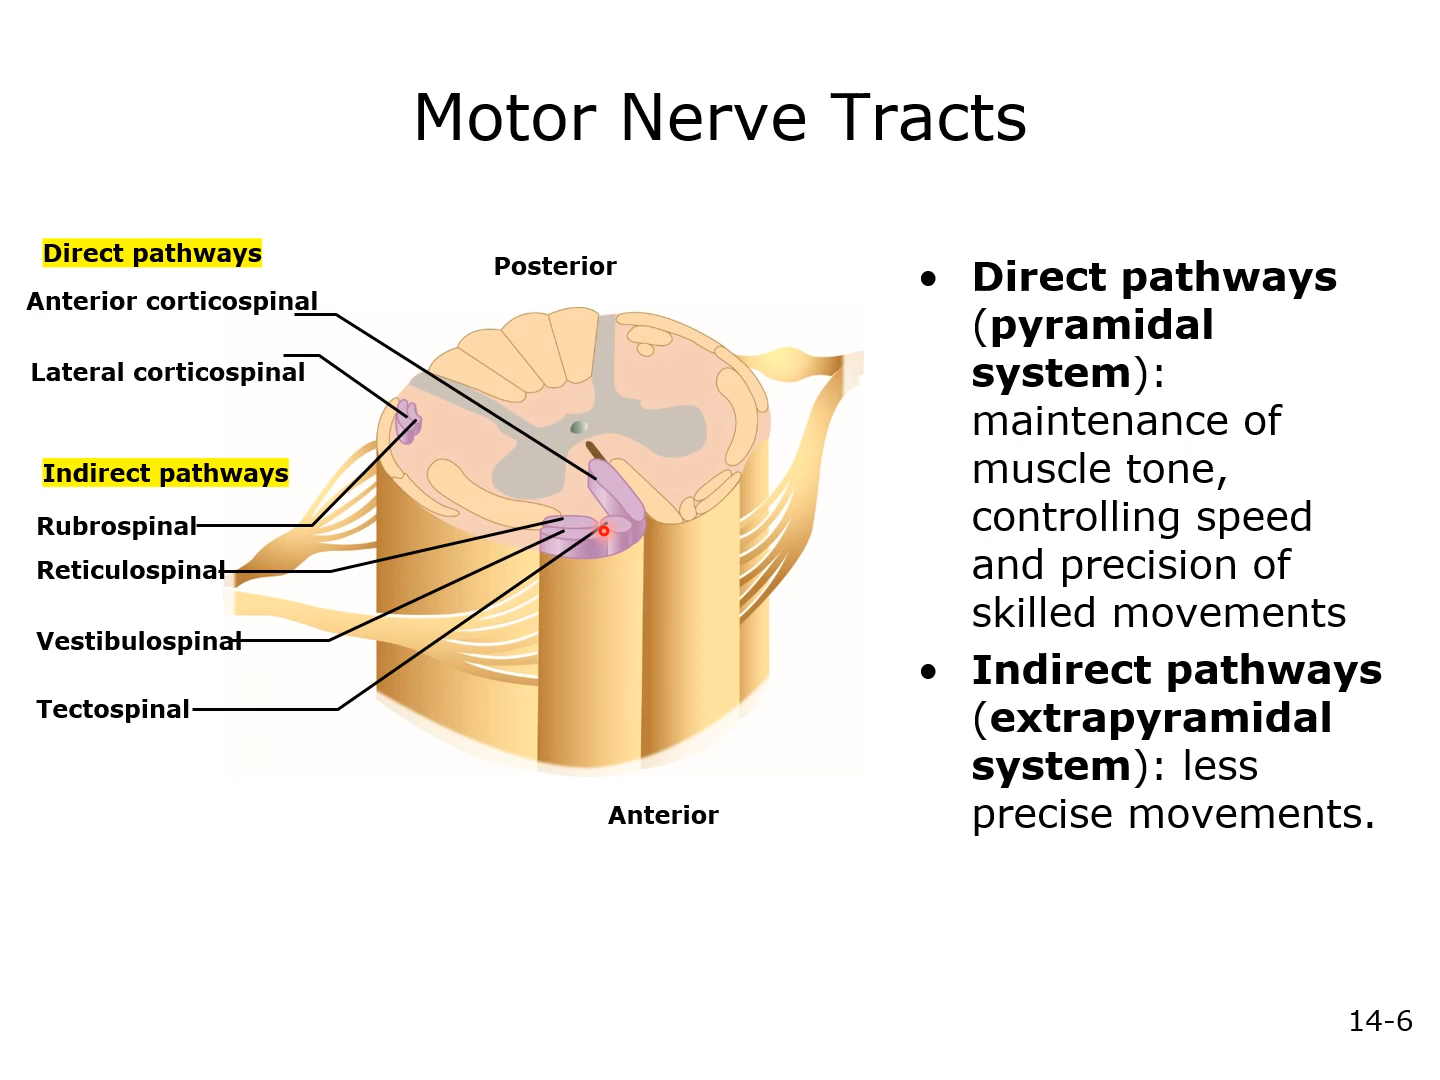 Motor Nerve Tracts
Direct pathways
Posterior
Anterior corticospinal
Lateral corticospinal
Indirect pathways
Rubrospinal
Reticulospinal
Vestibulospinal
Tectospinal
Anterior
• Direct pathways
(pyramidal
system):
maintenance of
muscle tone,
controlling speed
and precision of
skilled movements
• Indirect pathways
(extrapyramidal
system): less
precise movements.
14-6